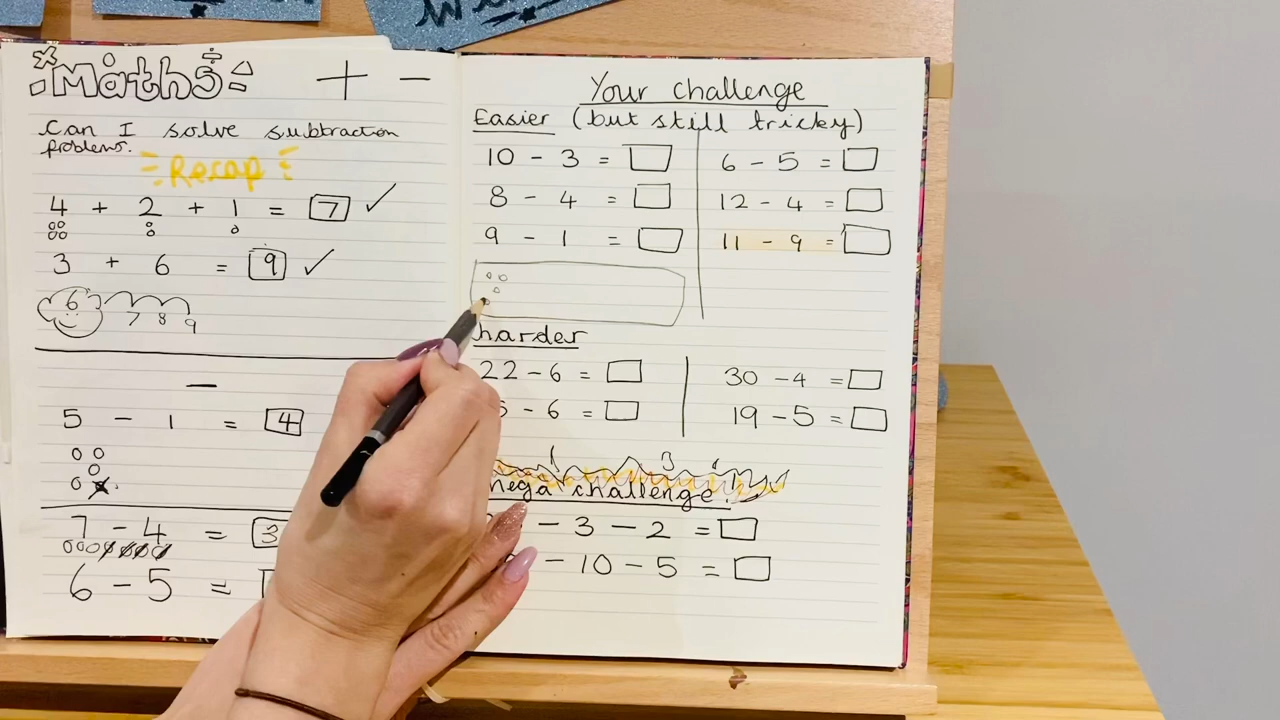 Maths + -
Can I solve subtraction
problems.
Recap
4 + 2 + 1 = 7 ✓
3 + 6 = 9 ✓
6 7 8 9
-
5 - 1 = 4
7 - 4 = 3
6 - 5 =
Your challenge
Easier (but still tricky)
10 - 3 =
8 - 4 =
9 - 1 =
6 - 5 =
12 - 4 =
11 - 9 =
harder
22 - 6 =
- 6 =
30 - 4 =
19 - 5 =
mega challenge.
- 3 - 2 =
- 10 - 5 =